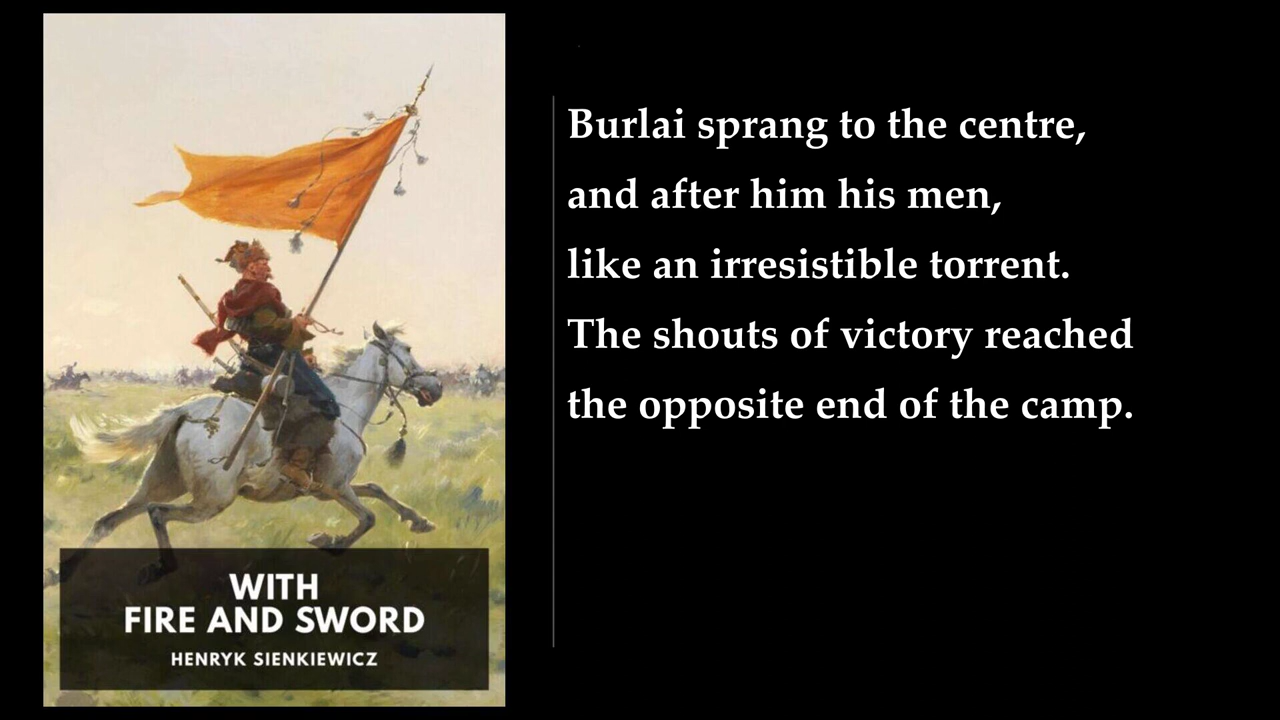 Burlai sprang to the centre,
and after him his men,
like an irresistible torrent.
The shouts of victory reached
the opposite end of the camp.
WITH
FIRE AND SWORD
HENRYK SIENKIEWICZ